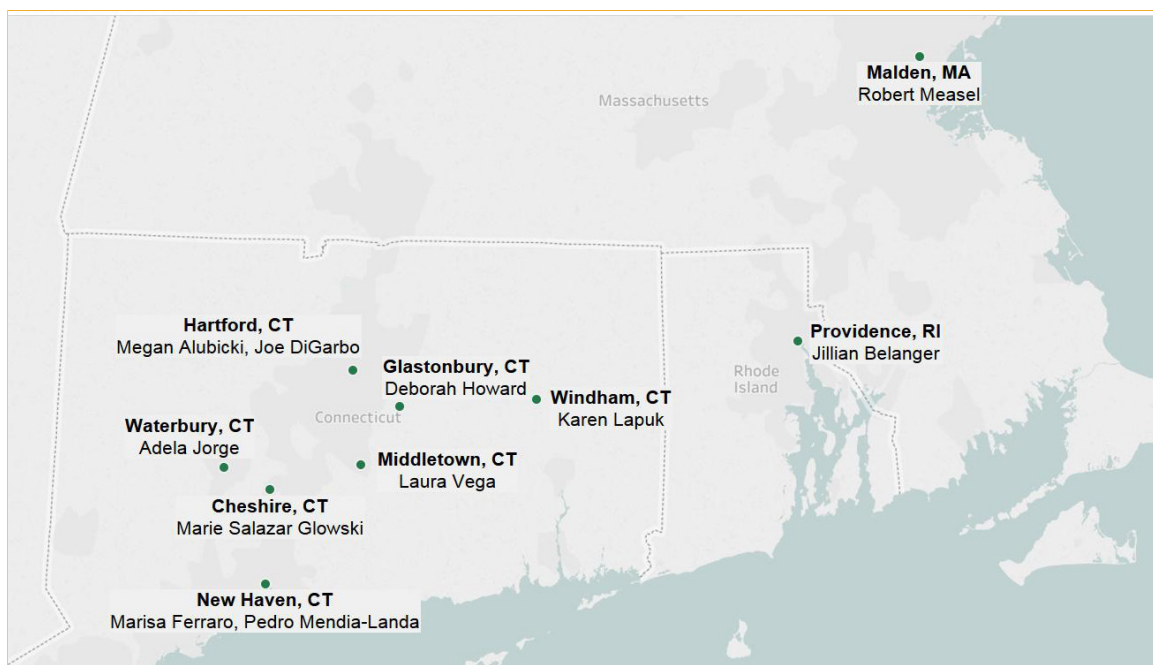 Malden, MA
Robert Measel
Massachusetts
Hartford, CT
Megan Alubicki, Joe DiGarbo
Providence, RI
Jillian Belanger
Glastonbury, CT
Deborah Howard
Rhode
Island
Windham, CT
Karen Lapuk
Connecticut
Waterbury, CT
Adela Jorge
Middletown, CT
Laura Vega
Cheshire, CT
Marie Salazar Glowski
New Haven, CT
Marisa Ferraro, Pedro Mendia-Landa